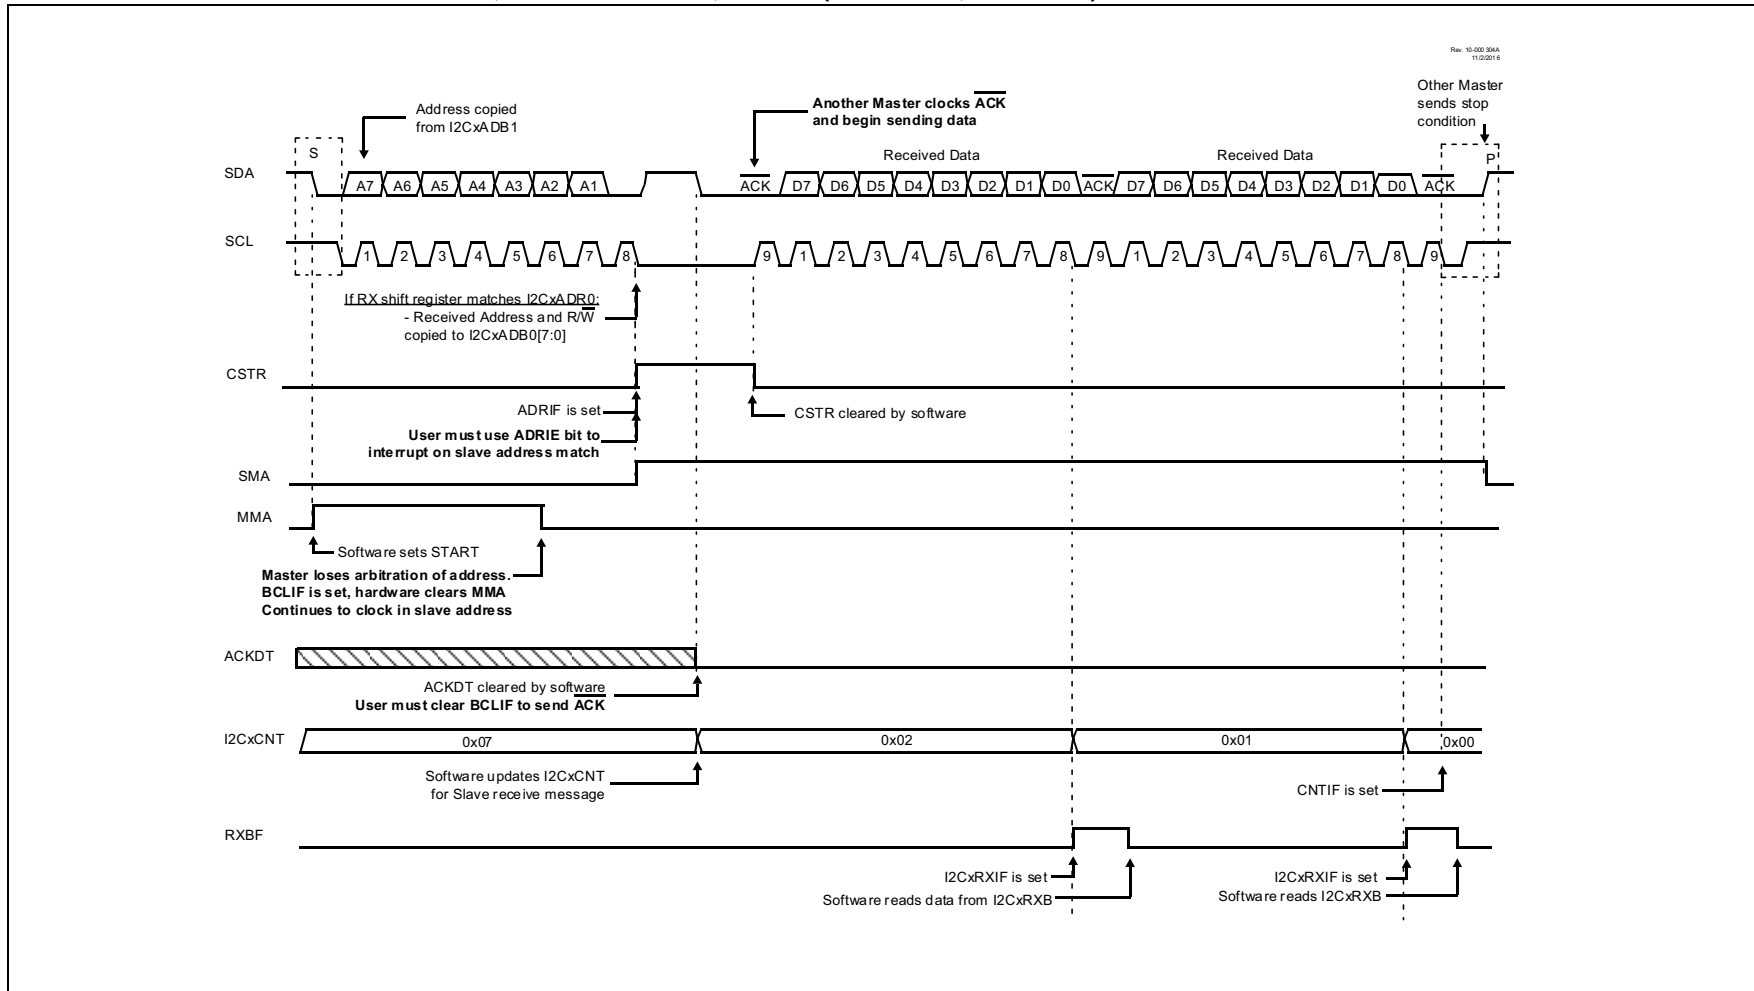 Rev. 10-000 304A
11/2/2016
Other Master
sends stop
condition
Address copied
from I2CxADB1
Another Master clocks ACK
and begin sending data
S
Received Data
Received Data
P
SDA
A7 A6 A5 A4 A3 A2 A1 ACK D7 D6 D5 D4 D3 D2 D1 D0 ACK D7 D6 D5 D4 D3 D2 D1 D0 ACK
SCL
1 2 3 4 5 6 7 8 9 1 2 3 4 5 6 7 8 9 1 2 3 4 5 6 7 8 9
If RX shift register matches I2CxADR0:
- Received Address and R/W
copied to I2CxADB0[7:0]
CSTR
ADRIF is set
CSTR cleared by software
User must use ADRIE bit to
interrupt on slave address match
SMA
MMA
Software sets START
Master loses arbitration of address.
BCLIF is set, hardware clears MMA
Continues to clock in slave address
ACKDT
ACKDT cleared by software
User must clear BCLIF to send ACK
I2CxCNT
0x07 0x02 0x01 0x00
Software updates I2CxCNT
for Slave receive message
CNTIF is set
RXBF
I2CxRXIF is set
Software reads data from I2CxRXB
I2CxRXIF is set
Software reads I2CxRXB